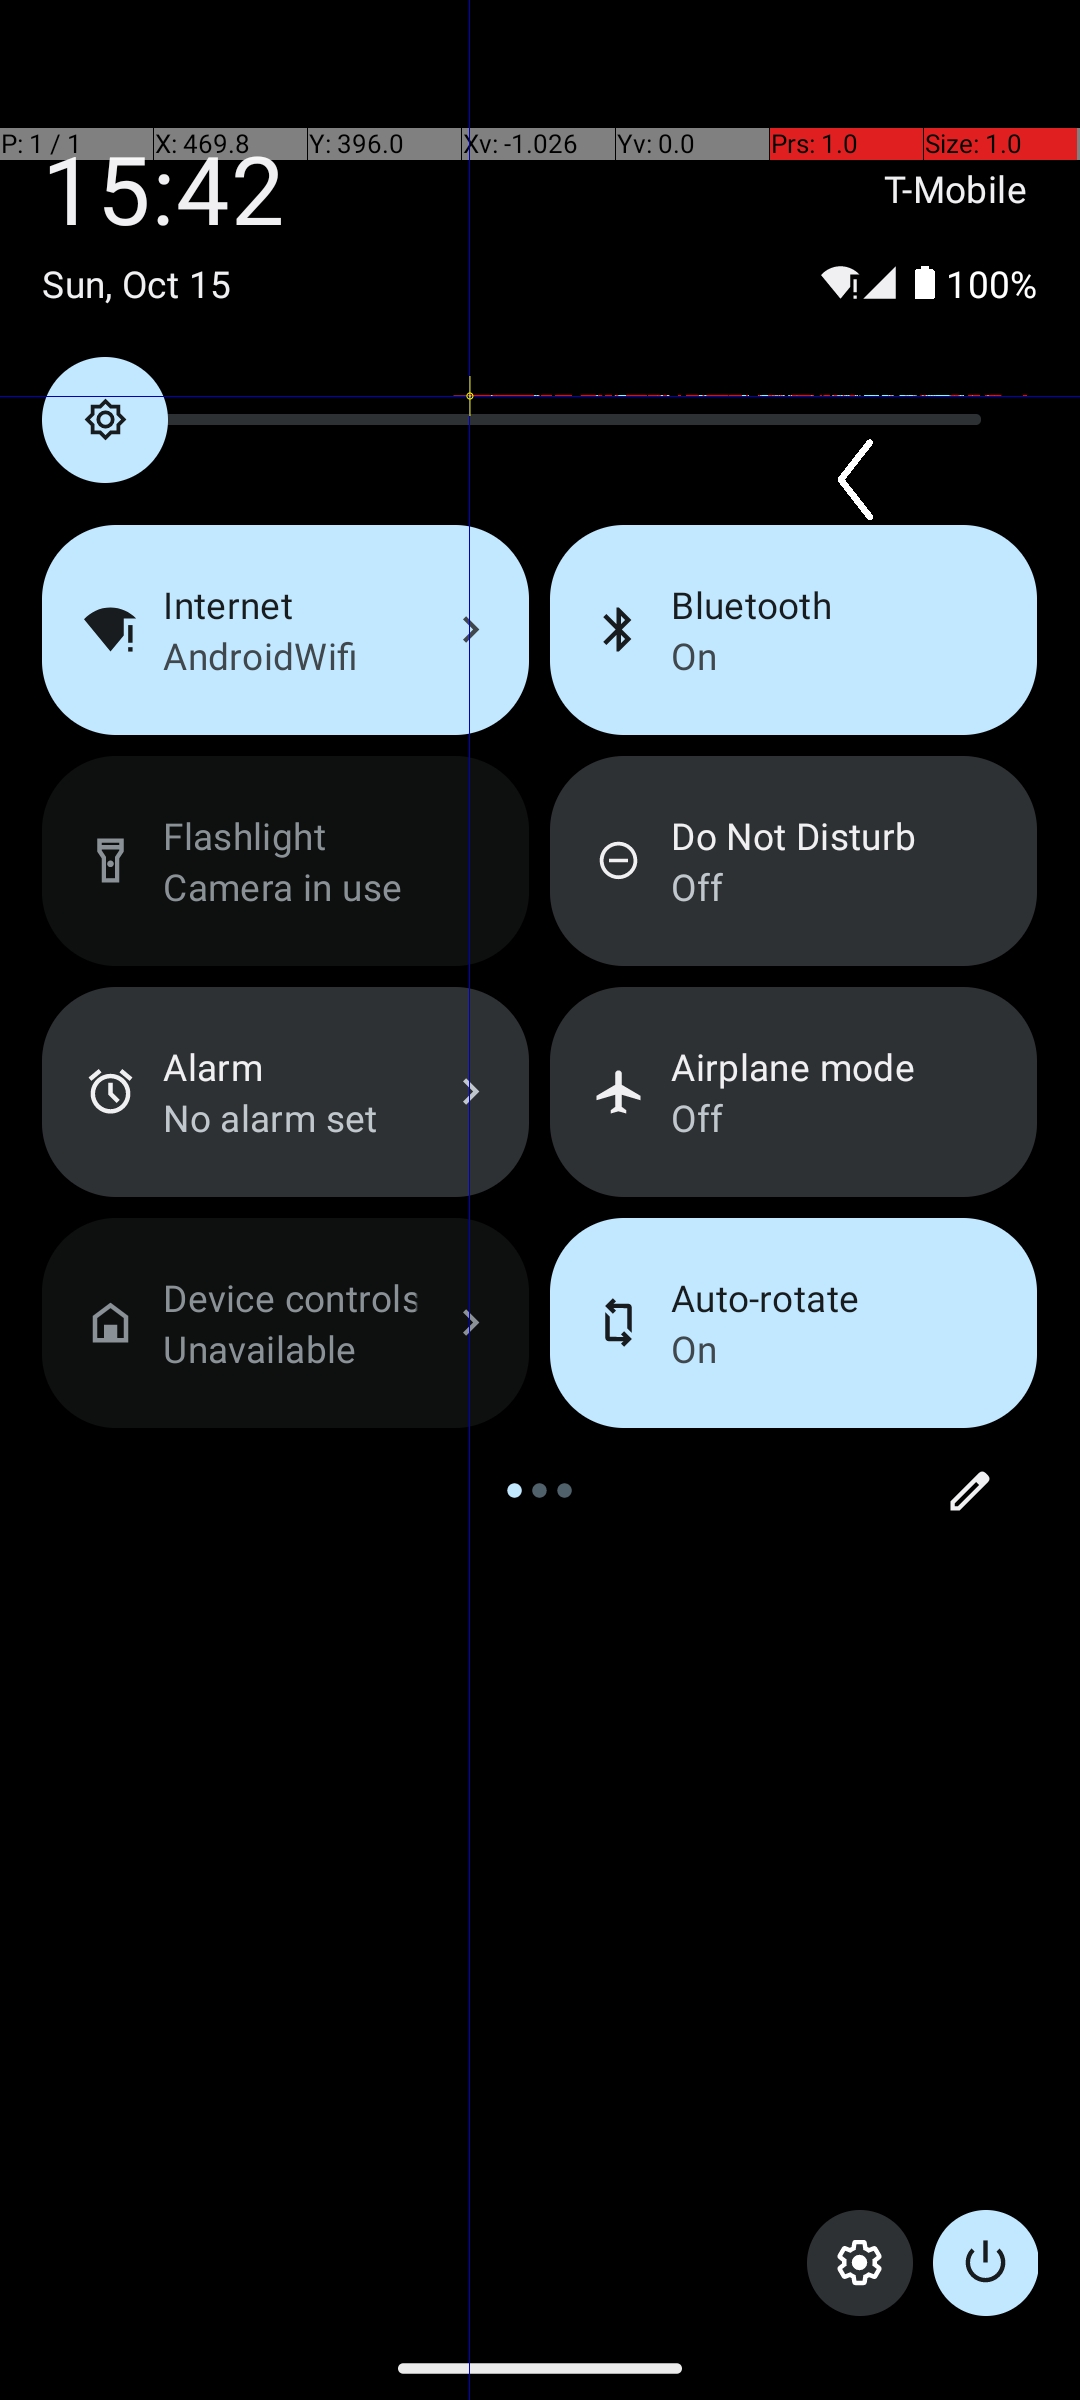 P: 1 / 1 X: 469.8 Y: 396.0 Xv: -1.026 Yv: 0.0 Prs: 1.0 Size: 1.0
15:42 T-Mobile
Sun, Oct 15 100%
Internet
AndroidWifi
Bluetooth
On
Flashlight
Camera in use
Do Not Disturb
Off
Alarm
No alarm set
Airplane mode
Off
Device controls
Unavailable
Auto-rotate
On